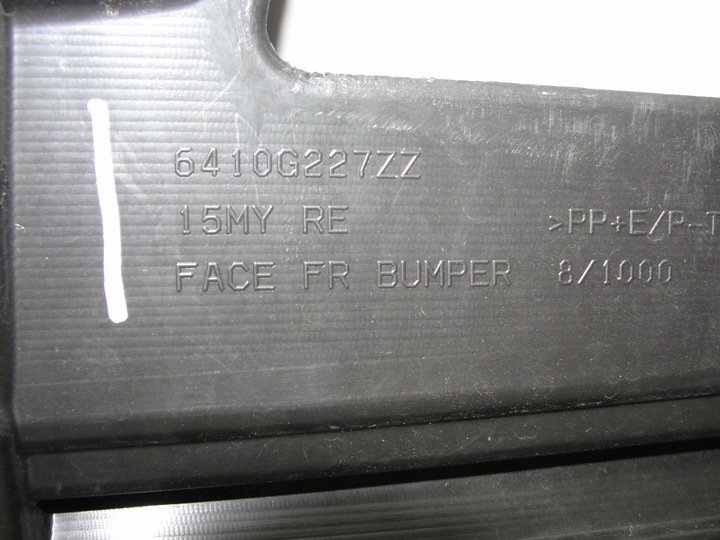 6410G227ZZ
15MY RE >PP+E/P-T
FACE FR BUMPER 8/1000